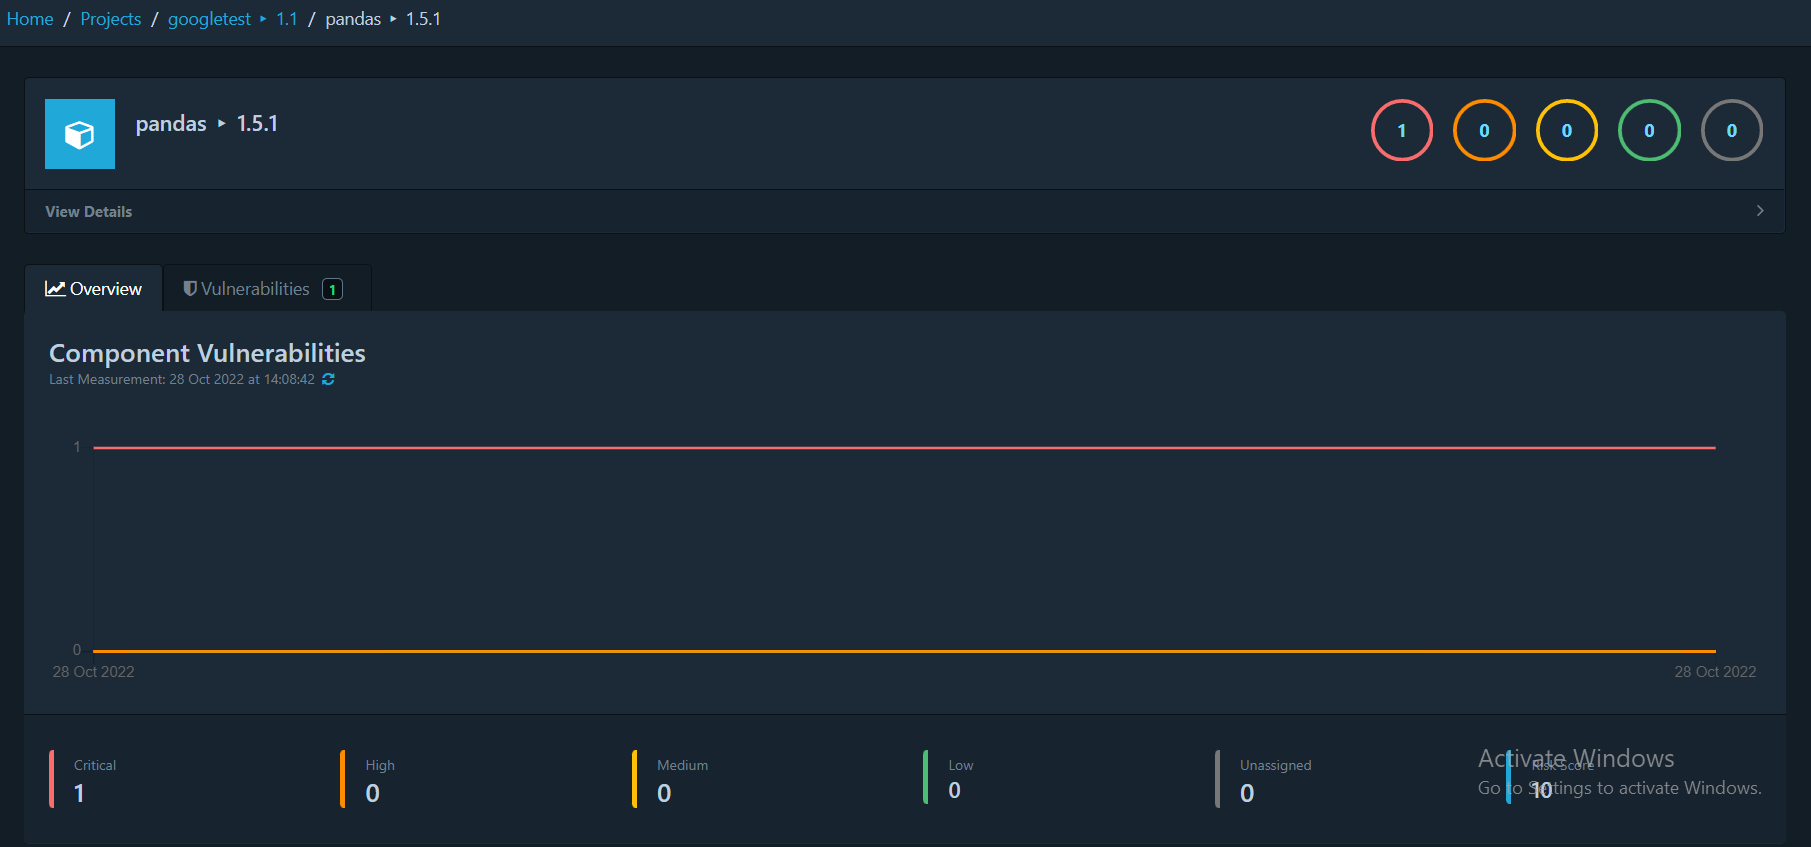 Home / Projects / googletest ▸ 1.1 / pandas ▸ 1.5.1
pandas ▸ 1.5.1
1 0 0 0 0
View Details
Overview Vulnerabilities 1
Component Vulnerabilities
Last Measurement: 28 Oct 2022 at 14:08:42
1
0
28 Oct 2022 28 Oct 2022
Critical High Medium Low Unassigned Risk Score
1 0 0 0 0 10
Activate Windows
Go to Settings to activate Windows.